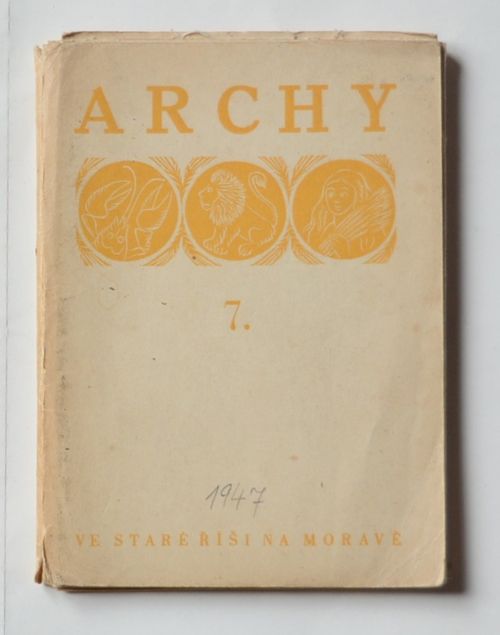 ARCHY
7.
1947
VE STARÉ ŘÍŠI NA MORAVĚ